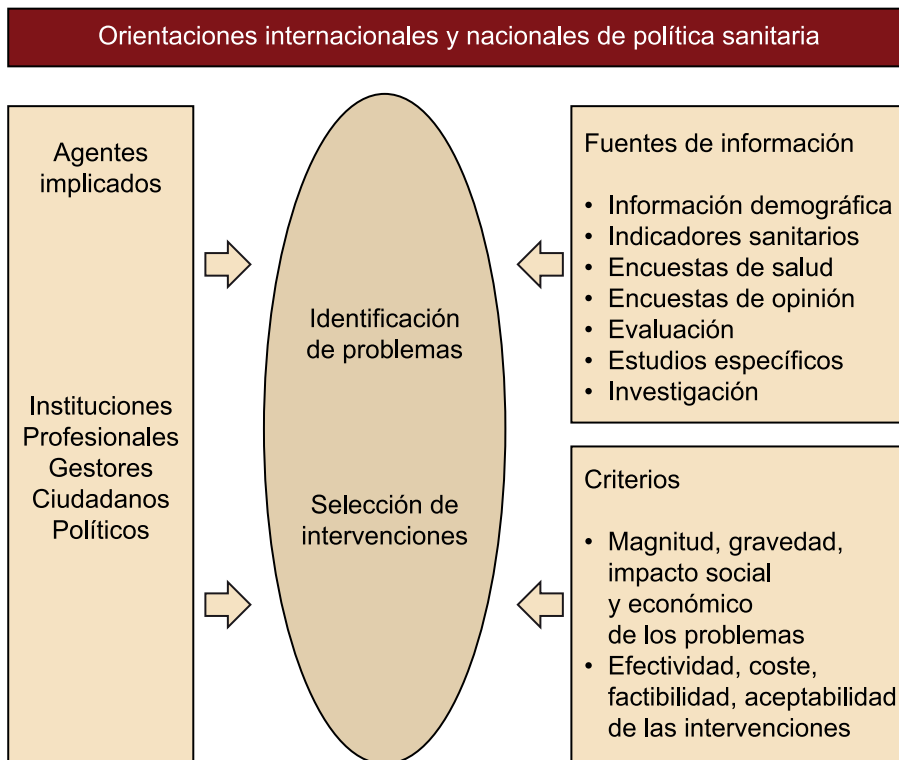 Orientaciones internacionales y nacionales de política sanitaria
Agentes
implicados
Instituciones
Profesionales
Gestores
Ciudadanos
Políticos
Identificación
de problemas
Selección de
intervenciones
Fuentes de información
• Información demográfica
• Indicadores sanitarios
• Encuestas de salud
• Encuestas de opinión
• Evaluación
• Estudios específicos
• Investigación
Criterios
• Magnitud, gravedad,
impacto social
y económico
de los problemas
• Efectividad, coste,
factibilidad, aceptabilidad
de las intervenciones